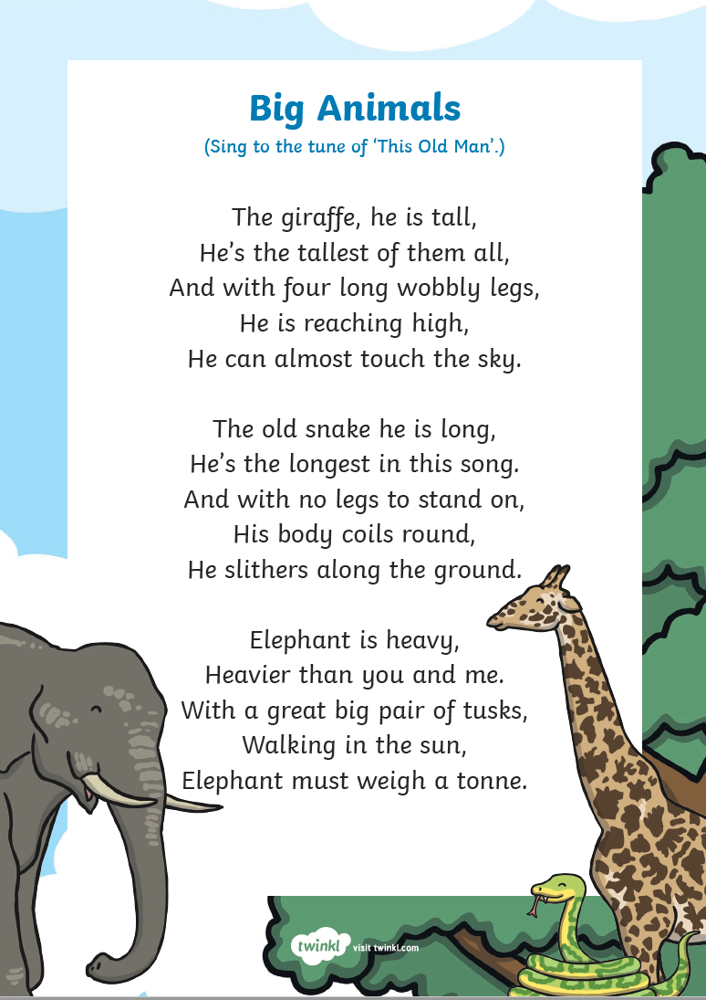 Big Animals
(Sing to the tune of ‘This Old Man’.)
The giraffe, he is tall,
He’s the tallest of them all,
And with four long wobbly legs,
He is reaching high,
He can almost touch the sky.
The old snake he is long,
He’s the longest in this song.
And with no legs to stand on,
His body coils round,
He slithers along the ground.
Elephant is heavy,
Heavier than you and me.
With a great big pair of tusks,
Walking in the sun,
Elephant must weigh a tonne.
twinkl visit twinkl.com